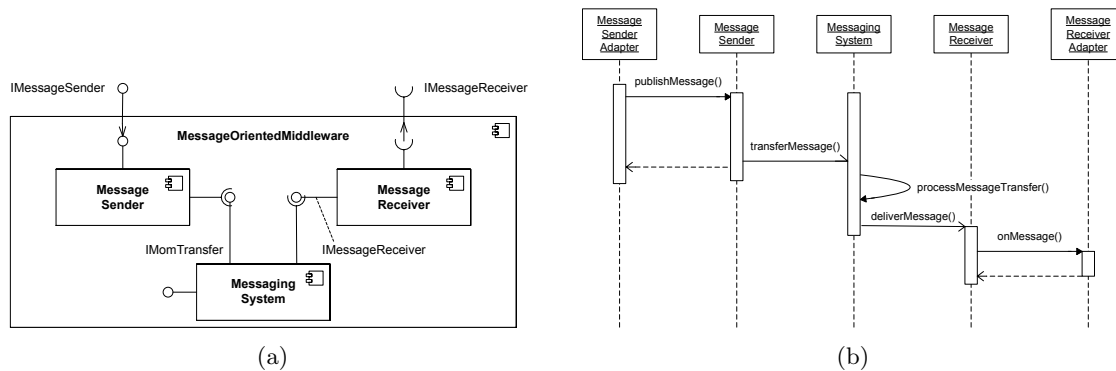 IMessageSender
IMessageReceiver
MessageOrientedMiddleware
Message
Sender
Message
Receiver
IMomTransfer
IMessageReceiver
Messaging
System
(a)
Message
Sender
Adapter
Message
Sender
Messaging
System
Message
Receiver
Message
Receiver
Adapter
publishMessage()
transferMessage()
processMessageTransfer()
deliverMessage()
onMessage()
(b)